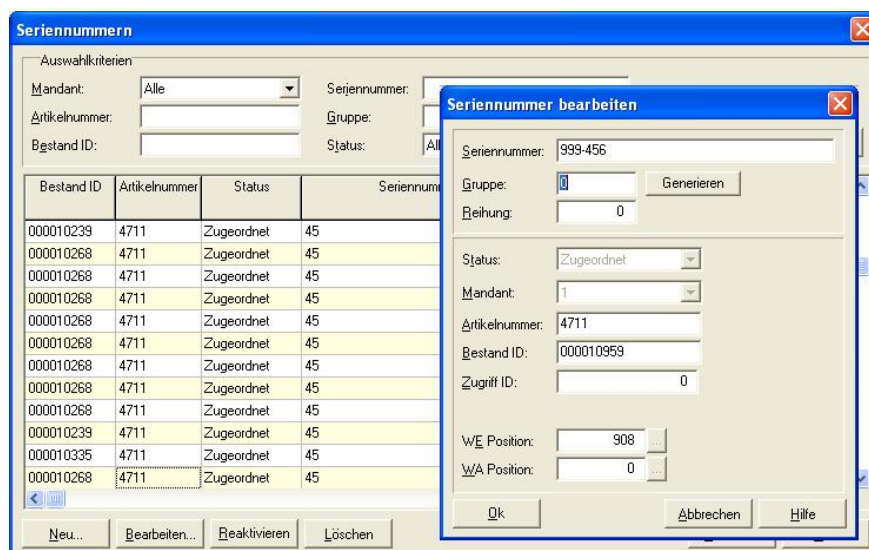 Seriennummern
Auswahlkriterien
Mandant: Alle Seriennummer:
Artikelnummer: Gruppe:
Bestand ID: Status:
Bestand ID Artikelnummer Status
000010239 4711 Zugeordnet 45
000010268 4711 Zugeordnet 45
000010268 4711 Zugeordnet 45
000010268 4711 Zugeordnet 45
000010268 4711 Zugeordnet 45
000010268 4711 Zugeordnet 45
000010268 4711 Zugeordnet 45
000010268 4711 Zugeordnet 45
000010268 4711 Zugeordnet 45
000010239 4711 Zugeordnet 45
000010335 4711 Zugeordnet 45
000010268 4711 Zugeordnet 45
Neu... Bearbeiten... Reaktivieren Löschen
Seriennummer bearbeiten
Seriennummer: 999-456
Gruppe: 0 Generieren
Reihung: 0
Status: Zugeordnet
Mandant: 1
Artikelnummer: 4711
Bestand ID: 000010959
Zugriff ID: 0
WE Position: 908 ...
WA Position: 0 ...
Ok Abbrechen Hilfe